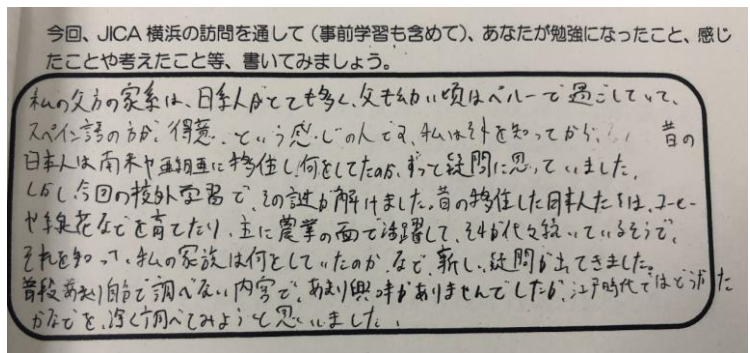 今回、JICA 横浜の訪問を通して（事前学習も含めて）、あなたが勉強になったこと、感じ
たことや考えたこと等、書いてみましょう。
私の父方の家系は、日系人がとても多く、父も幼い頃はペルーで過ごしていて、
スペイン語の方が得意、という感じの人です。私はそれを知ってから、昔の
日本人は南米や に移住し何をしてたのか、ずっと疑問に思っていました。
しかし今回の校外学習で、その謎が解けました。昔の移住した日本人たちは、コーヒー
や綿花などを育てたり、主に農業の面で活躍して、それが代々続いているそうで、
それを知って、私の家族は何をしていたのか、など、新しい疑問が出てきました。
普段あまり自分で調べない内容で、あまり興味がありませんでしたが、江戸時代ではどうだった
かなどを、深く調べてみようと思いました。